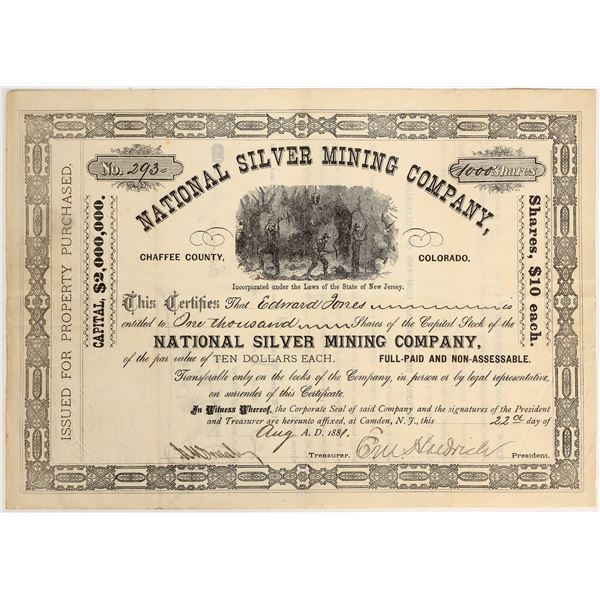 No. 293
1000 Shares
NATIONAL SILVER MINING COMPANY,
CHAFFEE COUNTY,
COLORADO.
Incorporated under the Laws of the State of New Jersey.
ISSUED FOR PROPERTY PURCHASED.
CAPITAL, $2,000,000.
Shares, $10 each.
This Certifies That Edward Jones is
entitled to One thousand Shares of the Capital Stock of the
NATIONAL SILVER MINING COMPANY,
of the par value of TEN DOLLARS EACH. FULL-PAID AND NON-ASSESSABLE.
Transferable only on the books of the Company, in person or by legal representative,
on surrender of this Certificate.
In Witness Whereof, the Corporate Seal of said Company and the signatures of the President
and Treasurer are hereunto affixed, at Camden, N. J., this 22d day of
Aug A. D. 1881.
Treasurer.
President.